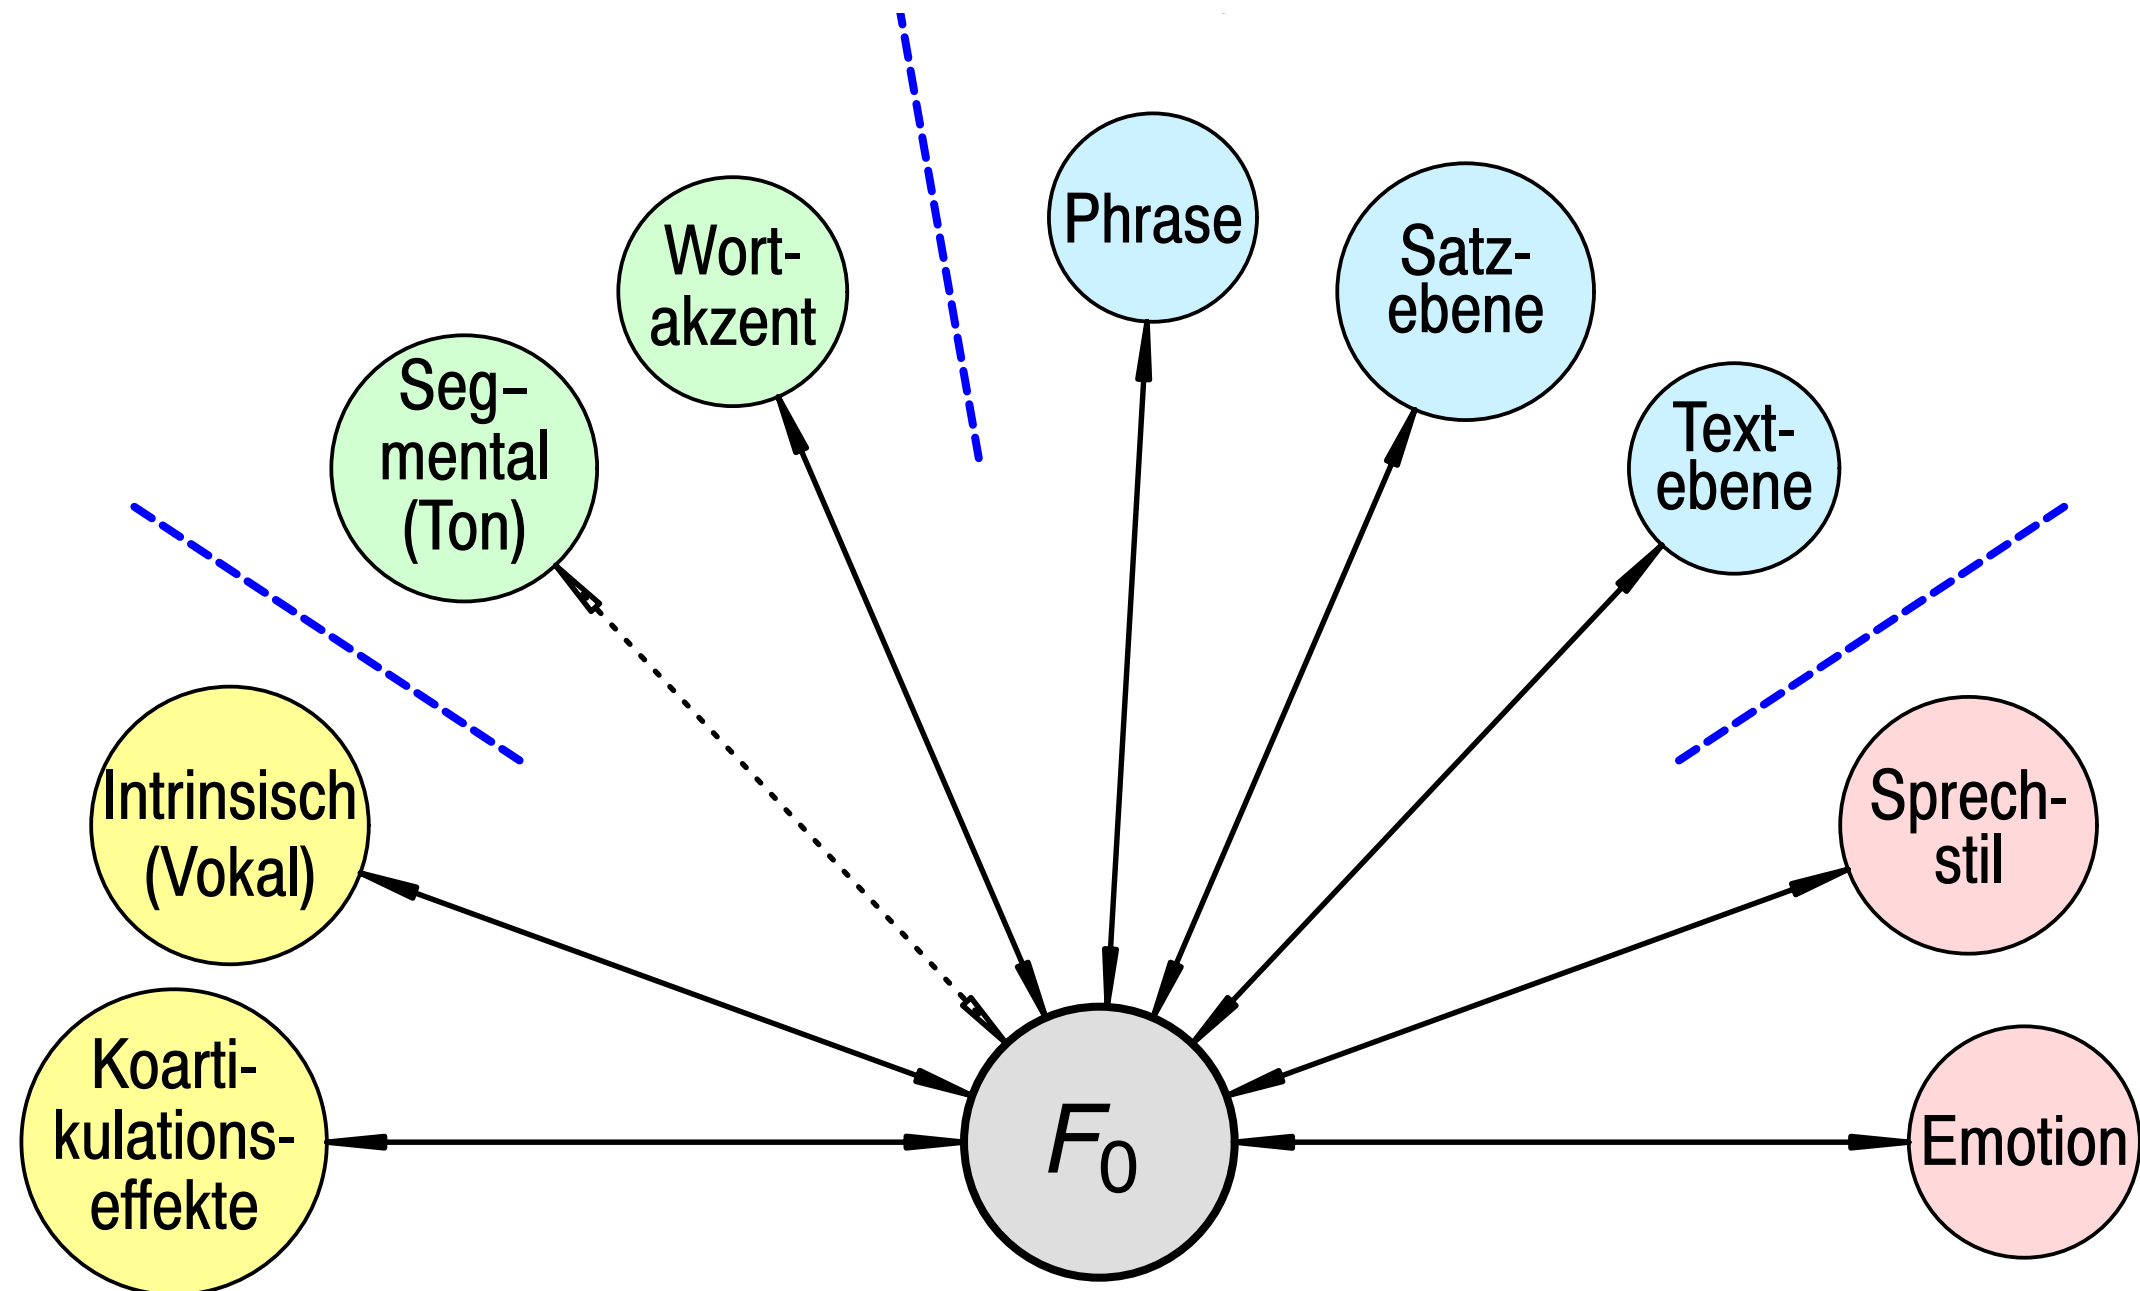 Phrase
Wort-
akzent
Satz-
ebene
Seg–
mental
(Ton)
Text-
ebene
Intrinsisch
(Vokal)
Sprech-
stil
Koarti-
kulations-
effekte
F0
Emotion